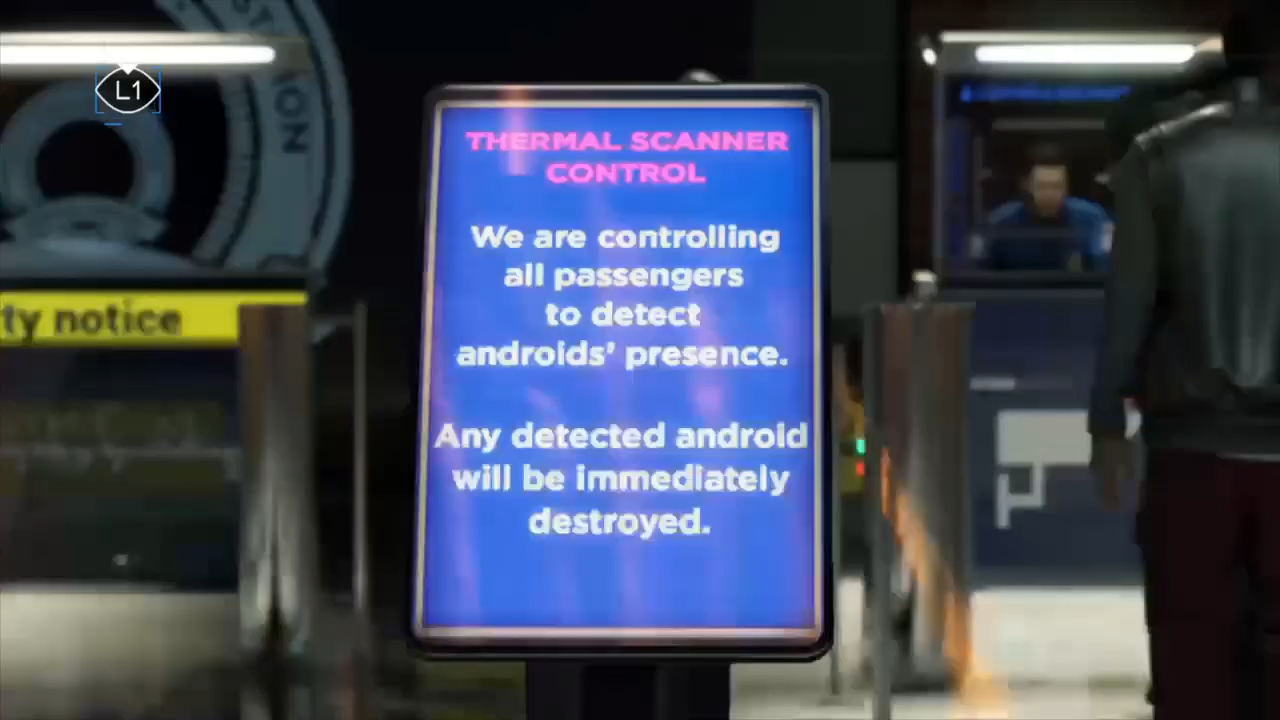 L1
THERMAL SCANNER
CONTROL
We are controlling
all passengers
to detect
androids' presence.
Any detected android
will be immediately
destroyed.
ty notice